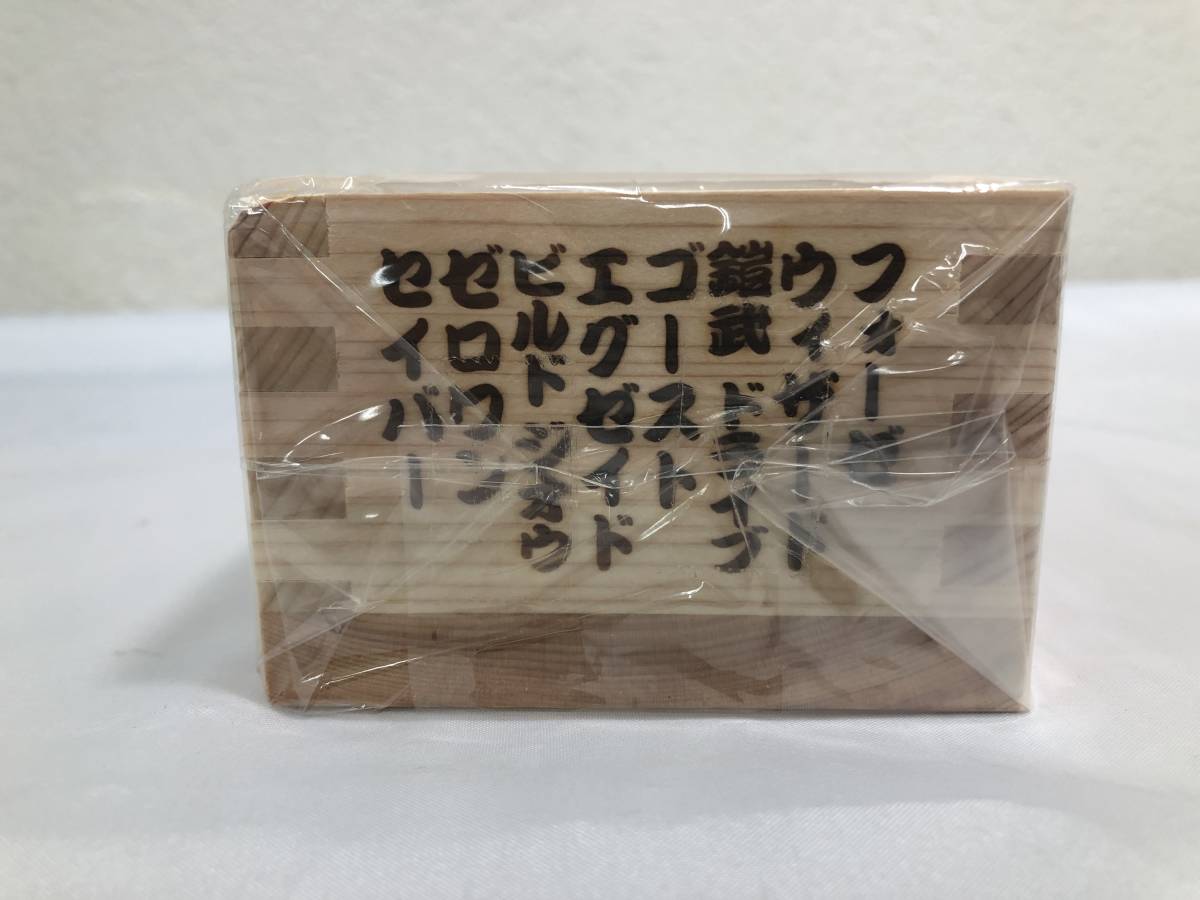 フォーゼ
ウィザード
鎧武 ドライブ
ゴースト
エグゼイド
ビルド ジオウ
ゼロワン
セイバー